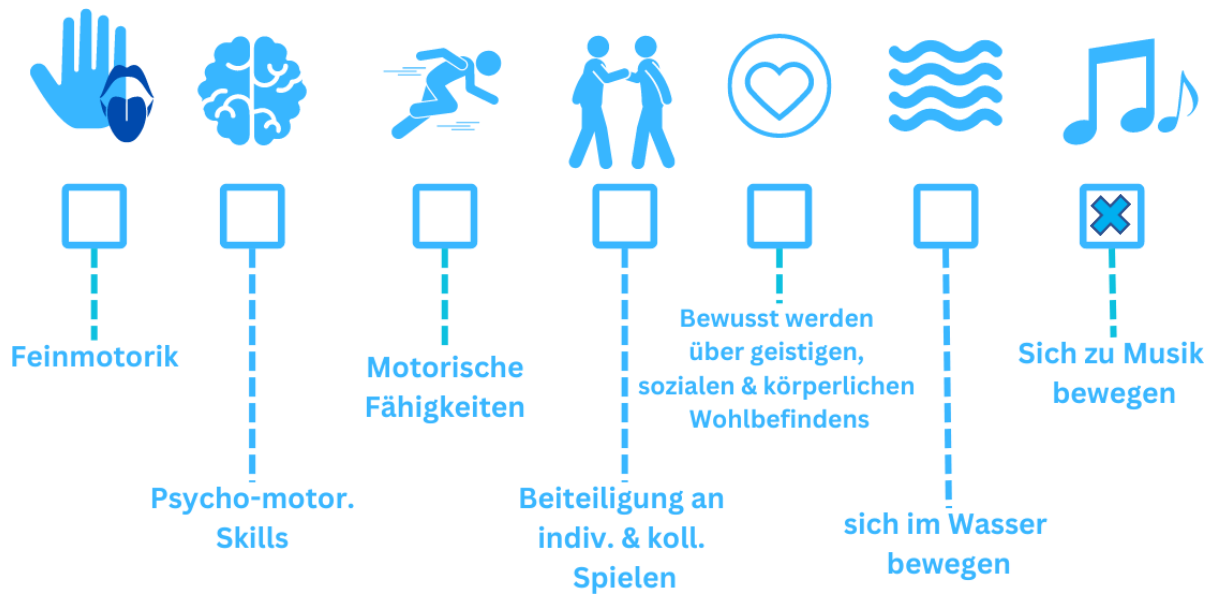 Feinmotorik
Psycho-motor.
Skills
Motorische
Fähigkeiten
Beiteiligung an
indiv. & koll.
Spielen
Bewusst werden
über geistigen,
sozialen & körperlichen
Wohlbefindens
sich im Wasser
bewegen
Sich zu Musik
bewegen